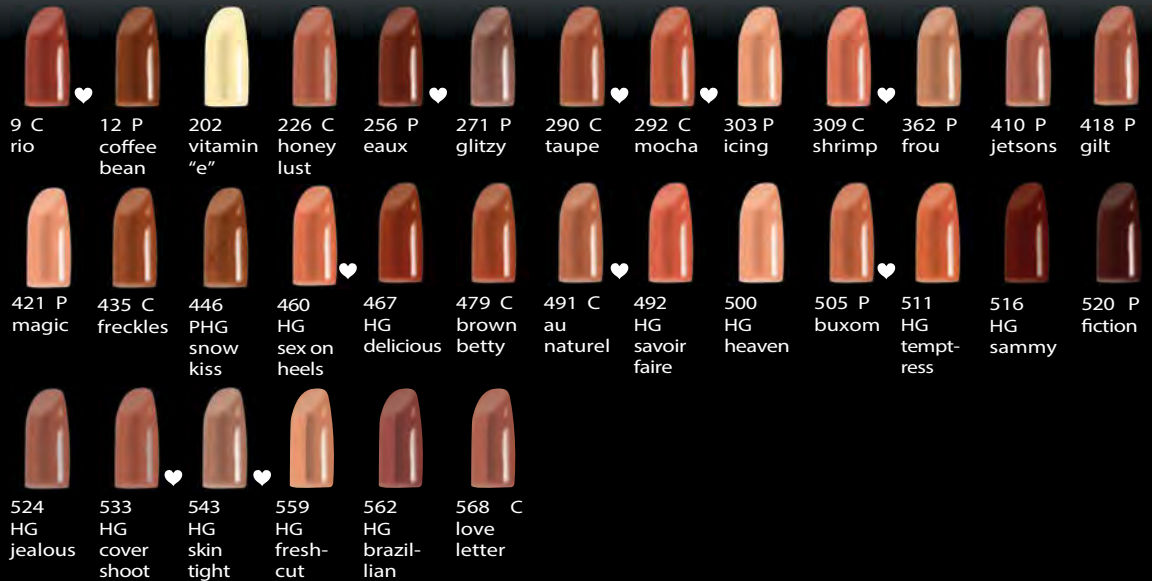 9 C
rio
12 P
coffee
bean
202
vitamin
“e”
226 C
honey
lust
256 P
eaux
271 P
glitzy
290 C
taupe
292 C
mocha
303 P
icing
309 C
shrimp
362 P
frou
410 P
jetsons
418 P
gilt
421 P
magic
435 C
freckles
446
PHG
snow
kiss
460
HG
sex on
heels
467
HG
delicious
479 C
brown
betty
491 C
au
naturel
492
HG
savoir
faire
500
HG
heaven
505 P
buxom
511
HG
tempt-
ress
516
HG
sammy
520 P
fiction
524
HG
jealous
533
HG
cover
shoot
543
HG
skin
tight
559
HG
fresh-
cut
562
HG
brazil-
lian
568 C
love
letter